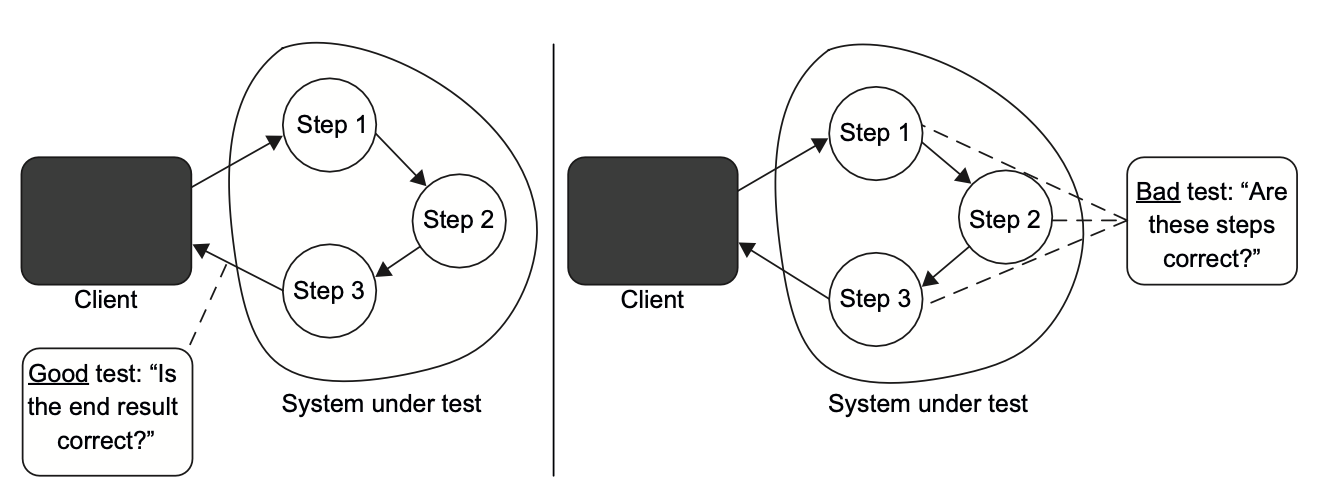 Step 1
Step 2
Step 3
Client
System under test
Good test: “Is
the end result
correct?”
Step 1
Step 2
Step 3
Client
System under test
Bad test: “Are
these steps
correct?”